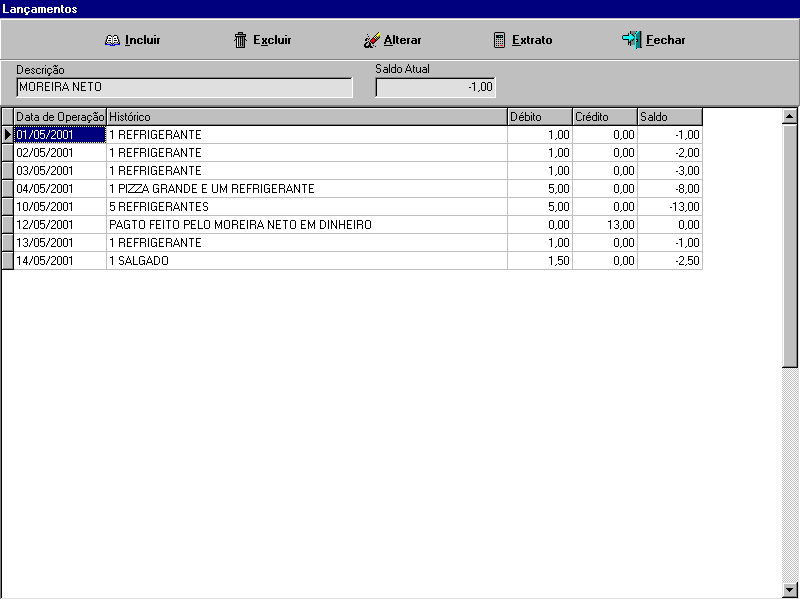 Lançamentos
Incluir Excluir Alterar Extrato Fechar
Descrição Saldo Atual
MOREIRA NETO -1,00
Data de Operação Histórico Débito Crédito Saldo
01/05/2001 1 REFRIGERANTE 1,00 0,00 -1,00
02/05/2001 1 REFRIGERANTE 1,00 0,00 -2,00
03/05/2001 1 REFRIGERANTE 1,00 0,00 -3,00
04/05/2001 1 PIZZA GRANDE E UM REFRIGERANTE 5,00 0,00 -8,00
10/05/2001 5 REFRIGERANTES 5,00 0,00 -13,00
12/05/2001 PAGTO FEITO PELO MOREIRA NETO EM DINHEIRO 0,00 13,00 0,00
13/05/2001 1 REFRIGERANTE 1,00 0,00 -1,00
14/05/2001 1 SALGADO 1,50 0,00 -2,50